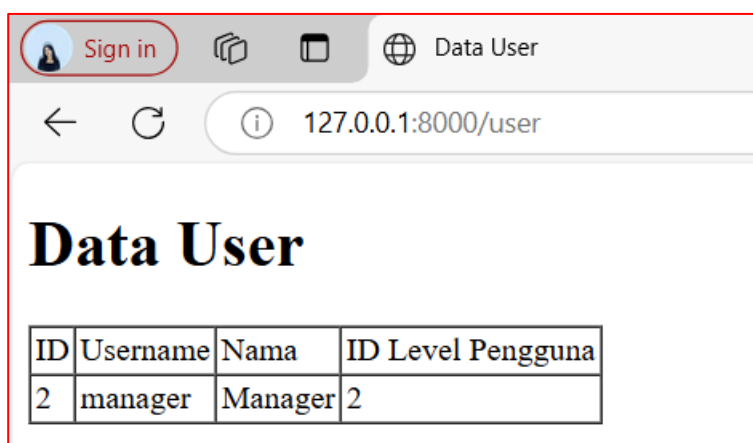 Sign in
Data User
127.0.0.1:8000/user
Data User
ID Username Nama ID Level Pengguna
2 manager Manager 2